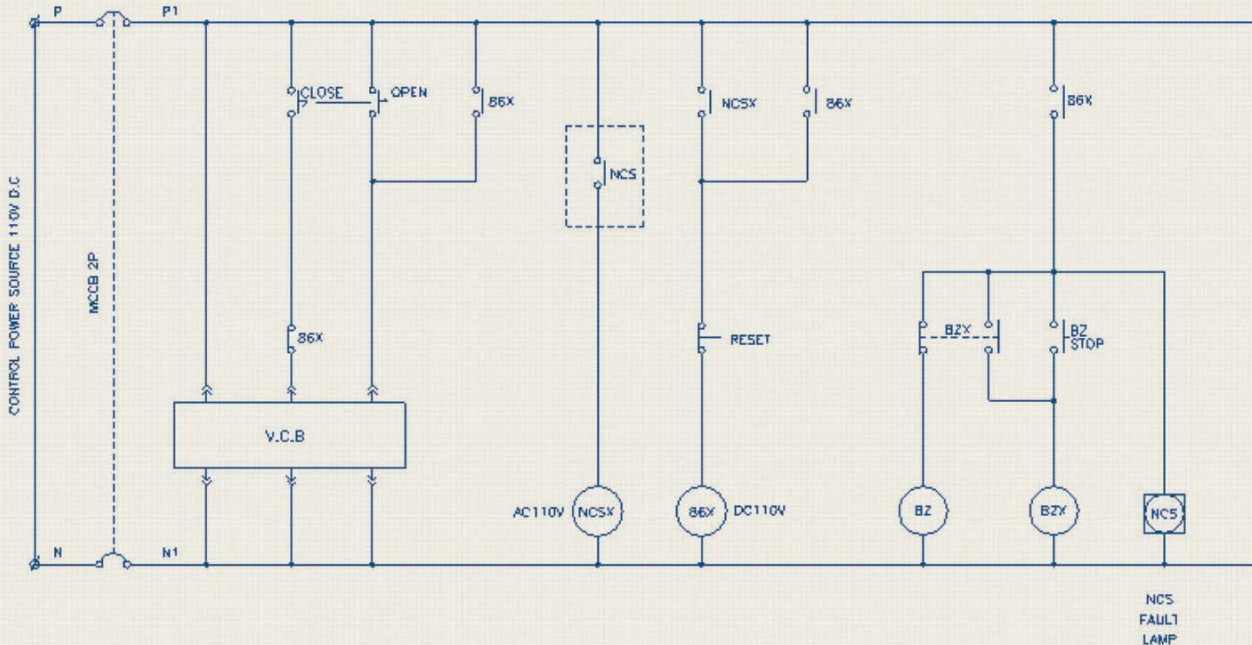 P
P1
CLOSE
OPEN
86X
NCSX
86X
86X
NCS
CONTROL POWER SOURCE 110V D.C
MCCB 2P
86X
RESET
BZX
BZ
STOP
V.C.B
AC110V
NCSX
86X
DC110V
BZ
BZX
NCS
N
N1
NCS
FAULT
LAMP